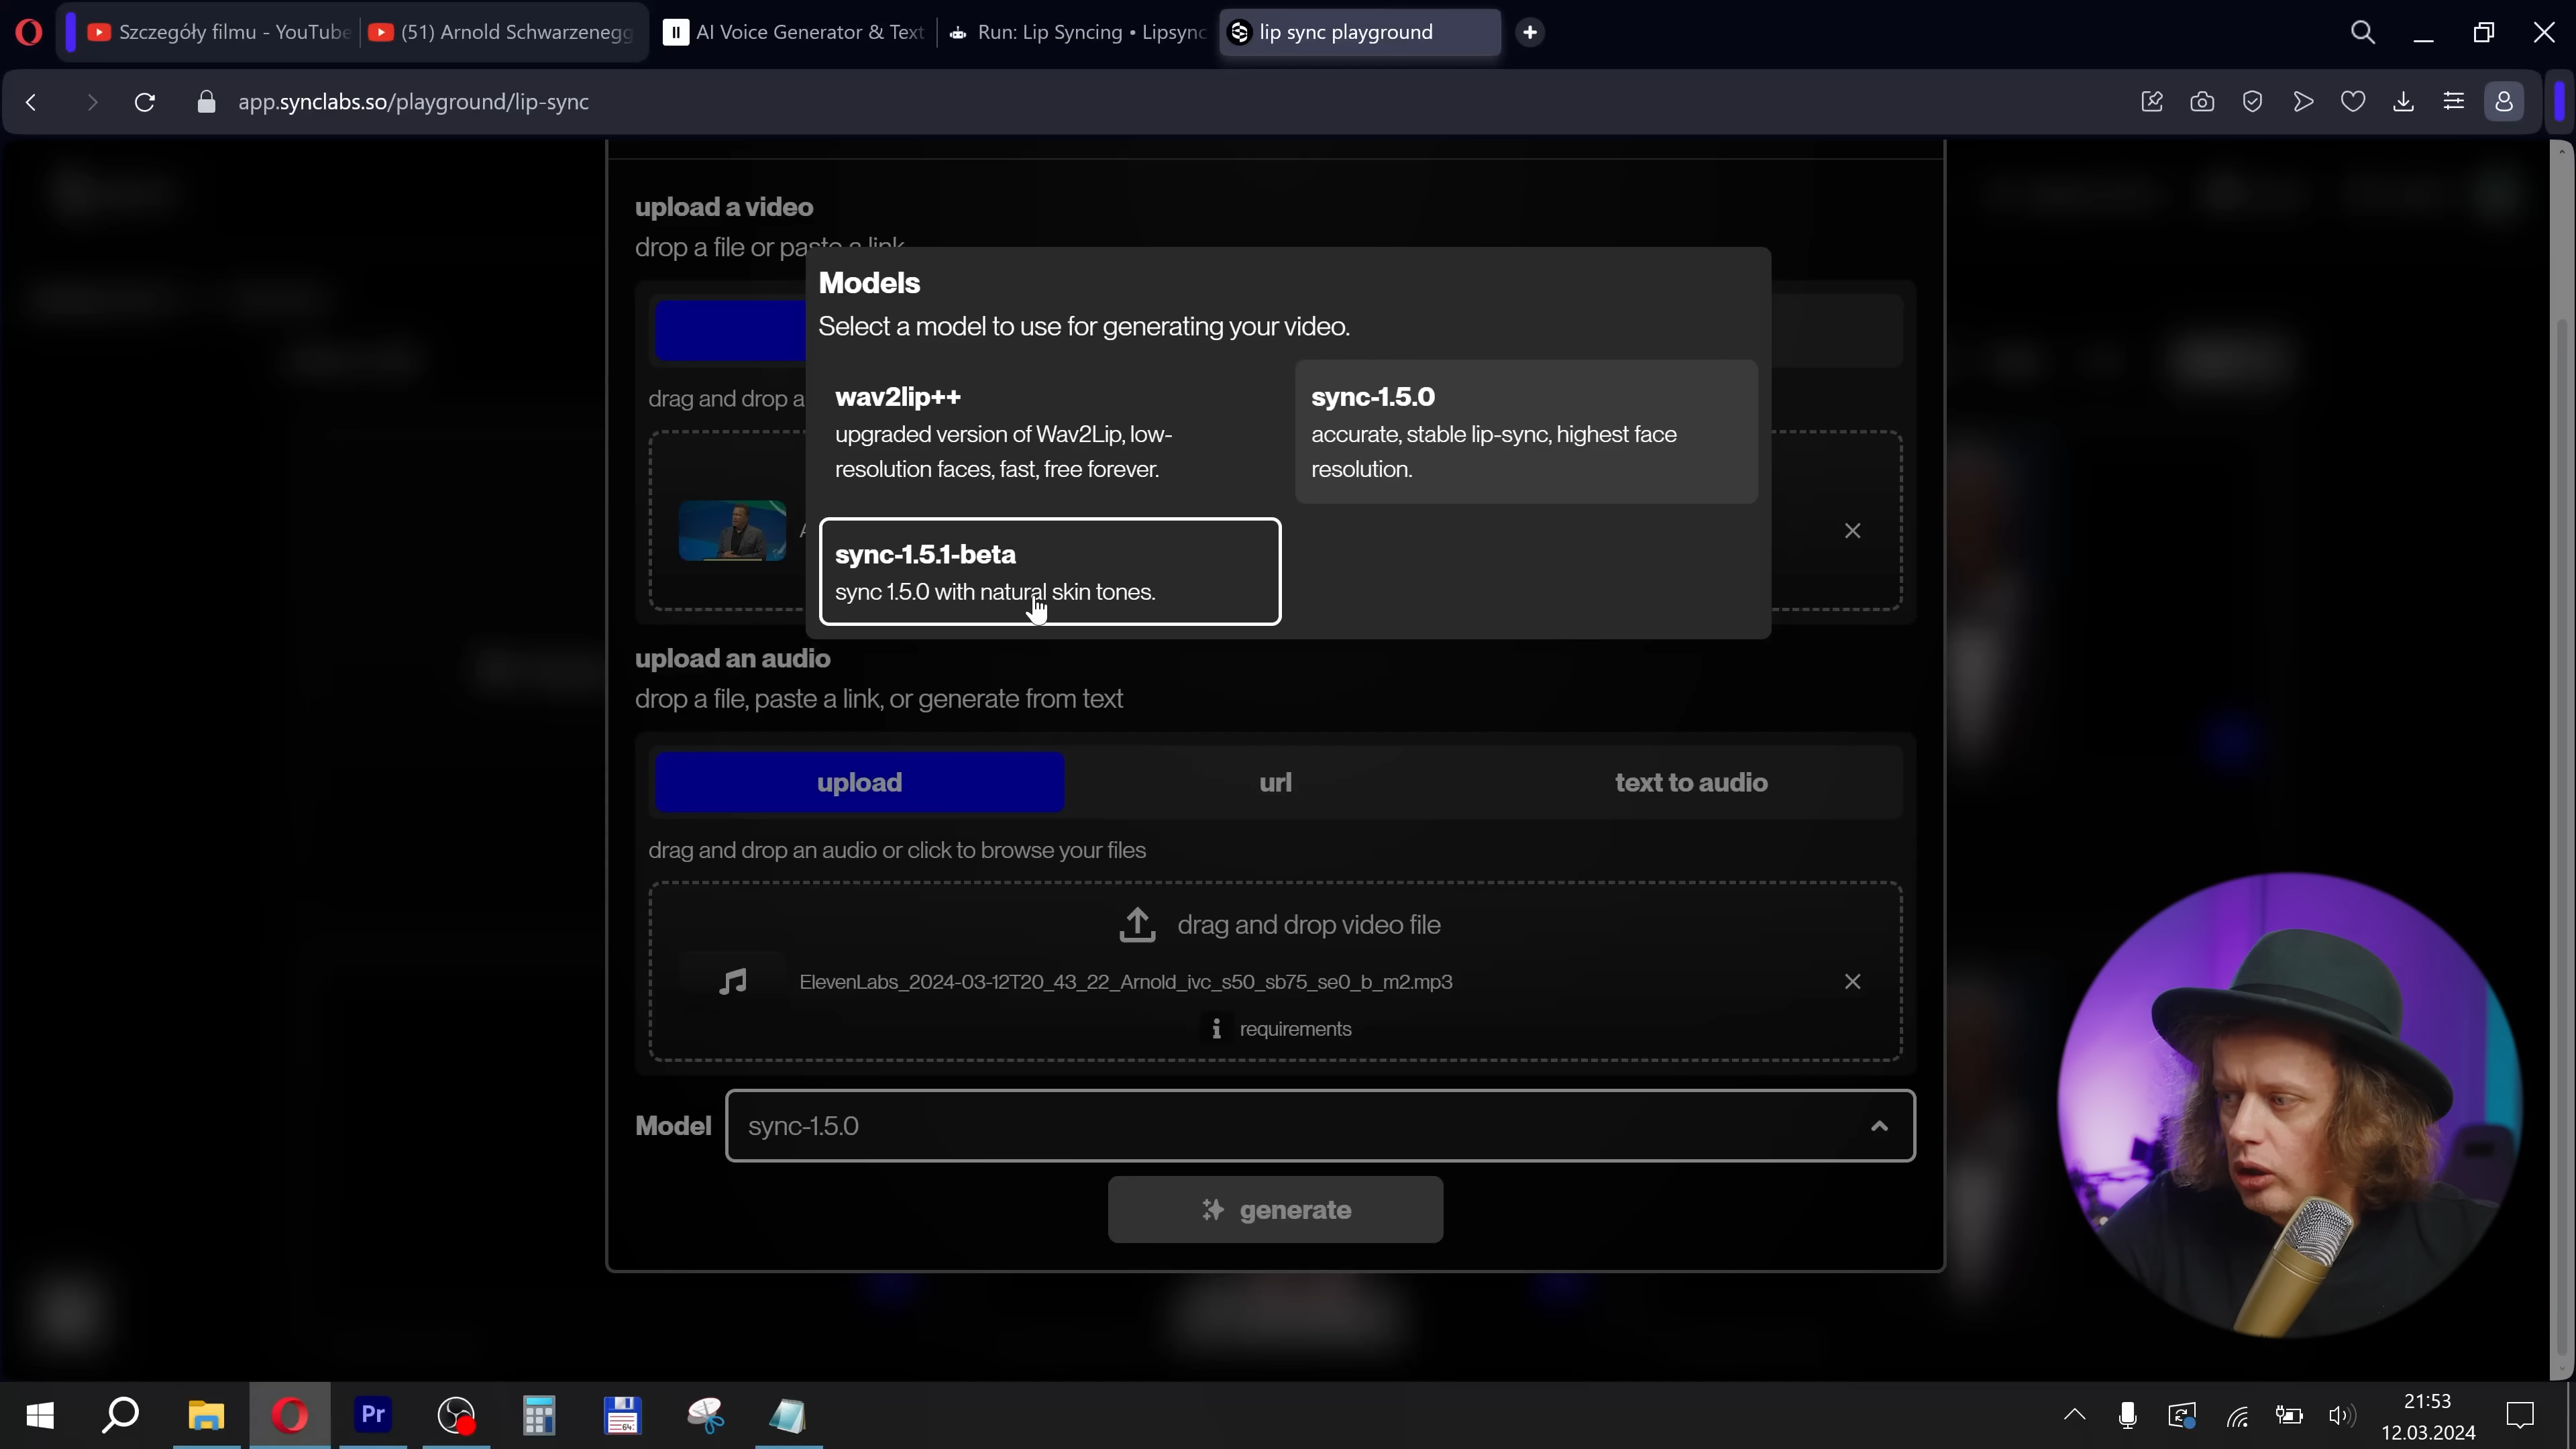 Szczegóły filmu - YouTube
(51) Arnold Schwarzenegg
AI Voice Generator & Text
Run: Lip Syncing • Lipsync
lip sync playground
app.synclabs.so/playground/lip-sync
upload a video
drop a file or paste a link
Models
Select a model to use for generating your video.
wav2lip++
upgraded version of Wav2Lip, low-
resolution faces, fast, free forever.
sync-1.5.0
accurate, stable lip-sync, highest face
resolution.
drag and drop a
A
sync-1.5.1-beta
sync 1.5.0 with natural skin tones.
upload an audio
drop a file, paste a link, or generate from text
upload
url
text to audio
drag and drop an audio or click to browse your files
drag and drop video file
ElevenLabs_2024-03-12T20_43_22_Arnold_ivc_s50_sb75_se0_b_m2.mp3
requirements
Model
sync-1.5.0
generate
Pr
64:
21:53
12.03.2024